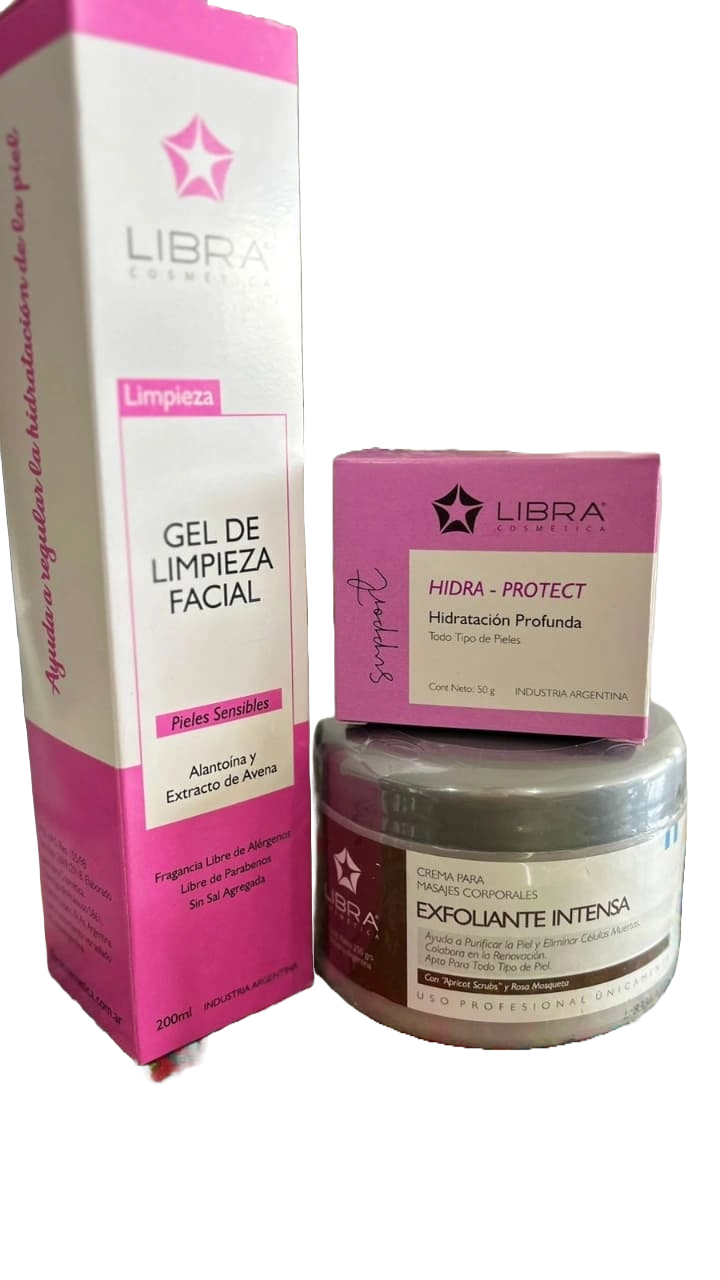 Ayuda a regular la hidratación de la piel
LIBRA
COSMÉTICA
Limpieza
GEL DE
LIMPIEZA
FACIAL
Pieles Sensibles
Alantoína y
Extracto de Avena
Fragancia Libre de Alérgenos
Libre de Parabenos
Sin Sal Agregada
200ml INDUSTRIA ARGENTINA
LIBRA
COSMÉTICA
Support
HIDRA - PROTECT
Hidratación Profunda
Todo Tipo de Pieles
Cont. Neto: 50 g INDUSTRIA ARGENTINA
LIBRA
CREMA PARA
MASAJES CORPORALES
EXFOLIANTE INTENSA
Ayuda a Purificar la Piel y Eliminar Células Muertas.
Colabora en la Renovación.
Apto Para Todo Tipo de Piel.
Con "Apricot Scrubs" y Rosa Mosqueta
USO PROFESIONAL ÚNICAMENTE